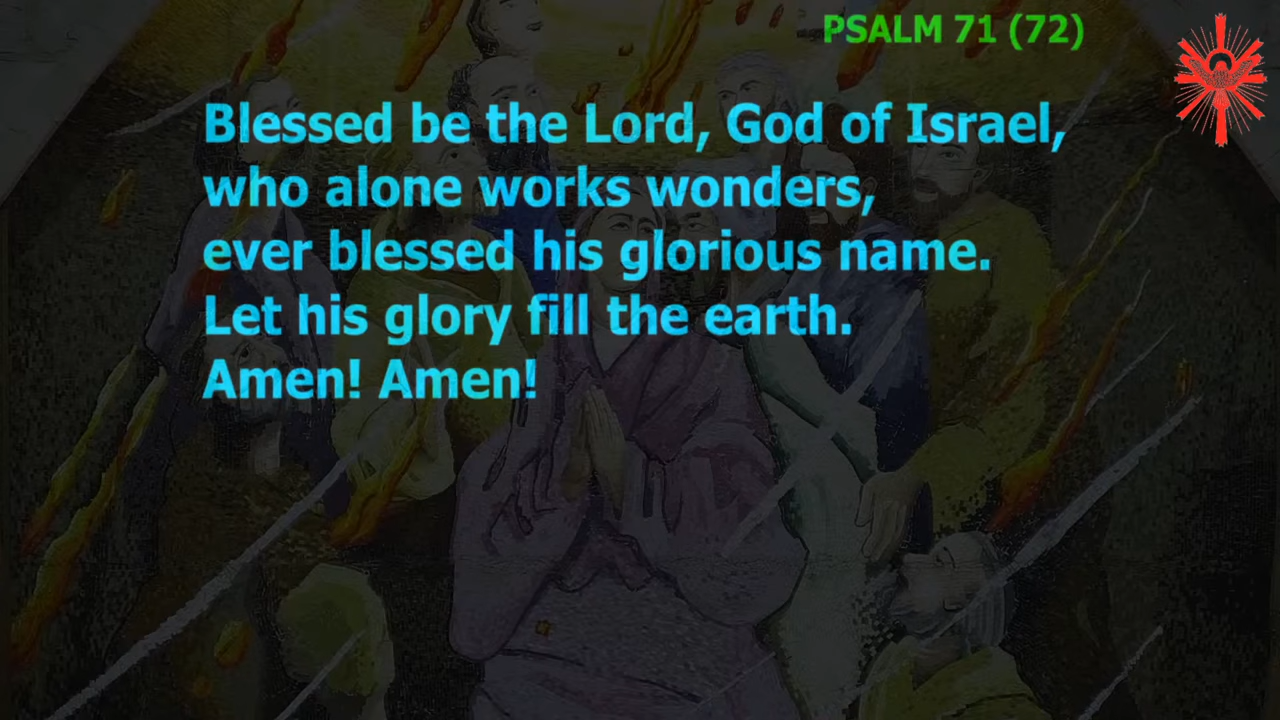 PSALM 71 (72)
Blessed be the Lord, God of Israel,
who alone works wonders,
ever blessed his glorious name.
Let his glory fill the earth.
Amen! Amen!